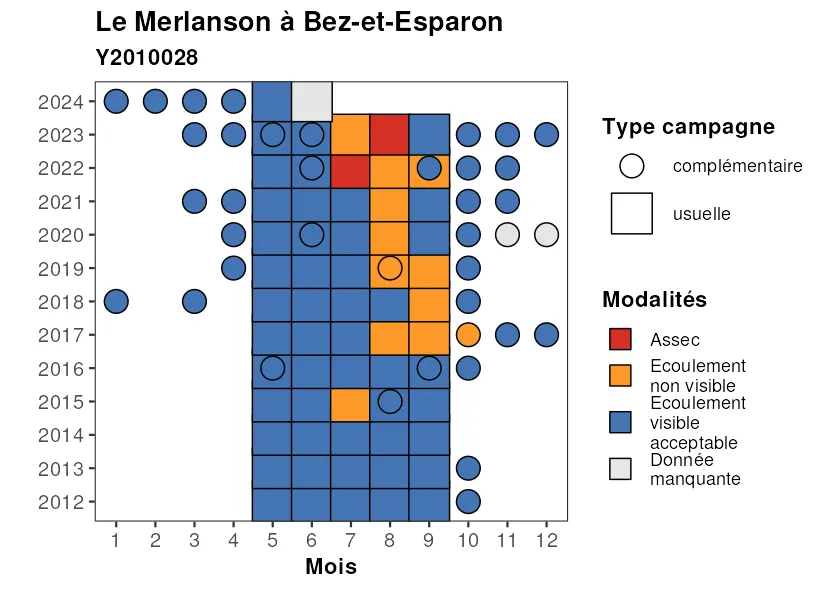 Le Merlanson à Bez-et-Esparon
Y2010028
2024
2023
2022
2021
2020
2019
2018
2017
2016
2015
2014
2013
2012
1 2 3 4 5 6 7 8 9 10 11 12
Mois
Type campagne
complémentaire
usuelle
Modalités
Assec
Ecoulement
non visible
Ecoulement
visible
acceptable
Donnée
manquante